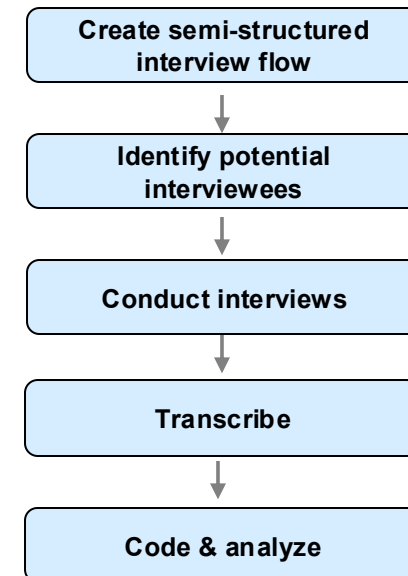 Create semi-structured
interview flow
Identify potential
interviewees
Conduct interviews
Transcribe
Code & analyze